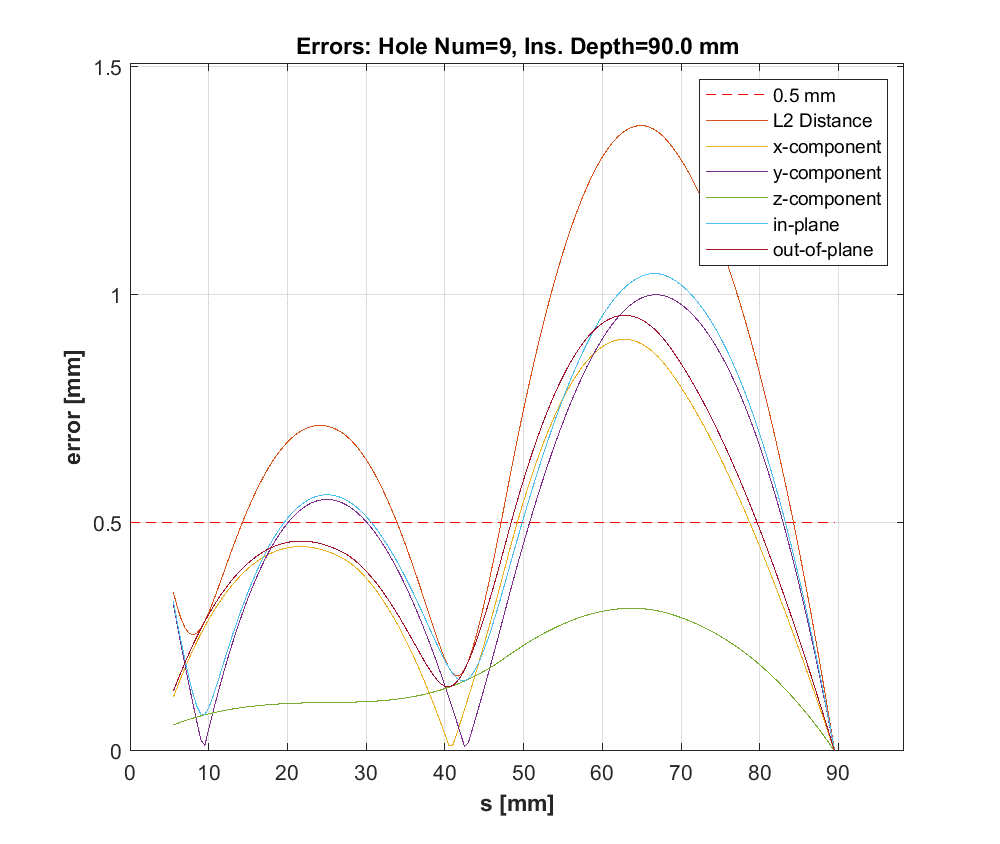 Errors: Hole Num=9, Ins. Depth=90.0 mm
1.5
1
0.5
0
error [mm]
0.5 mm
L2 Distance
x-component
y-component
z-component
in-plane
out-of-plane
0 10 20 30 40 50 60 70 80 90
s [mm]